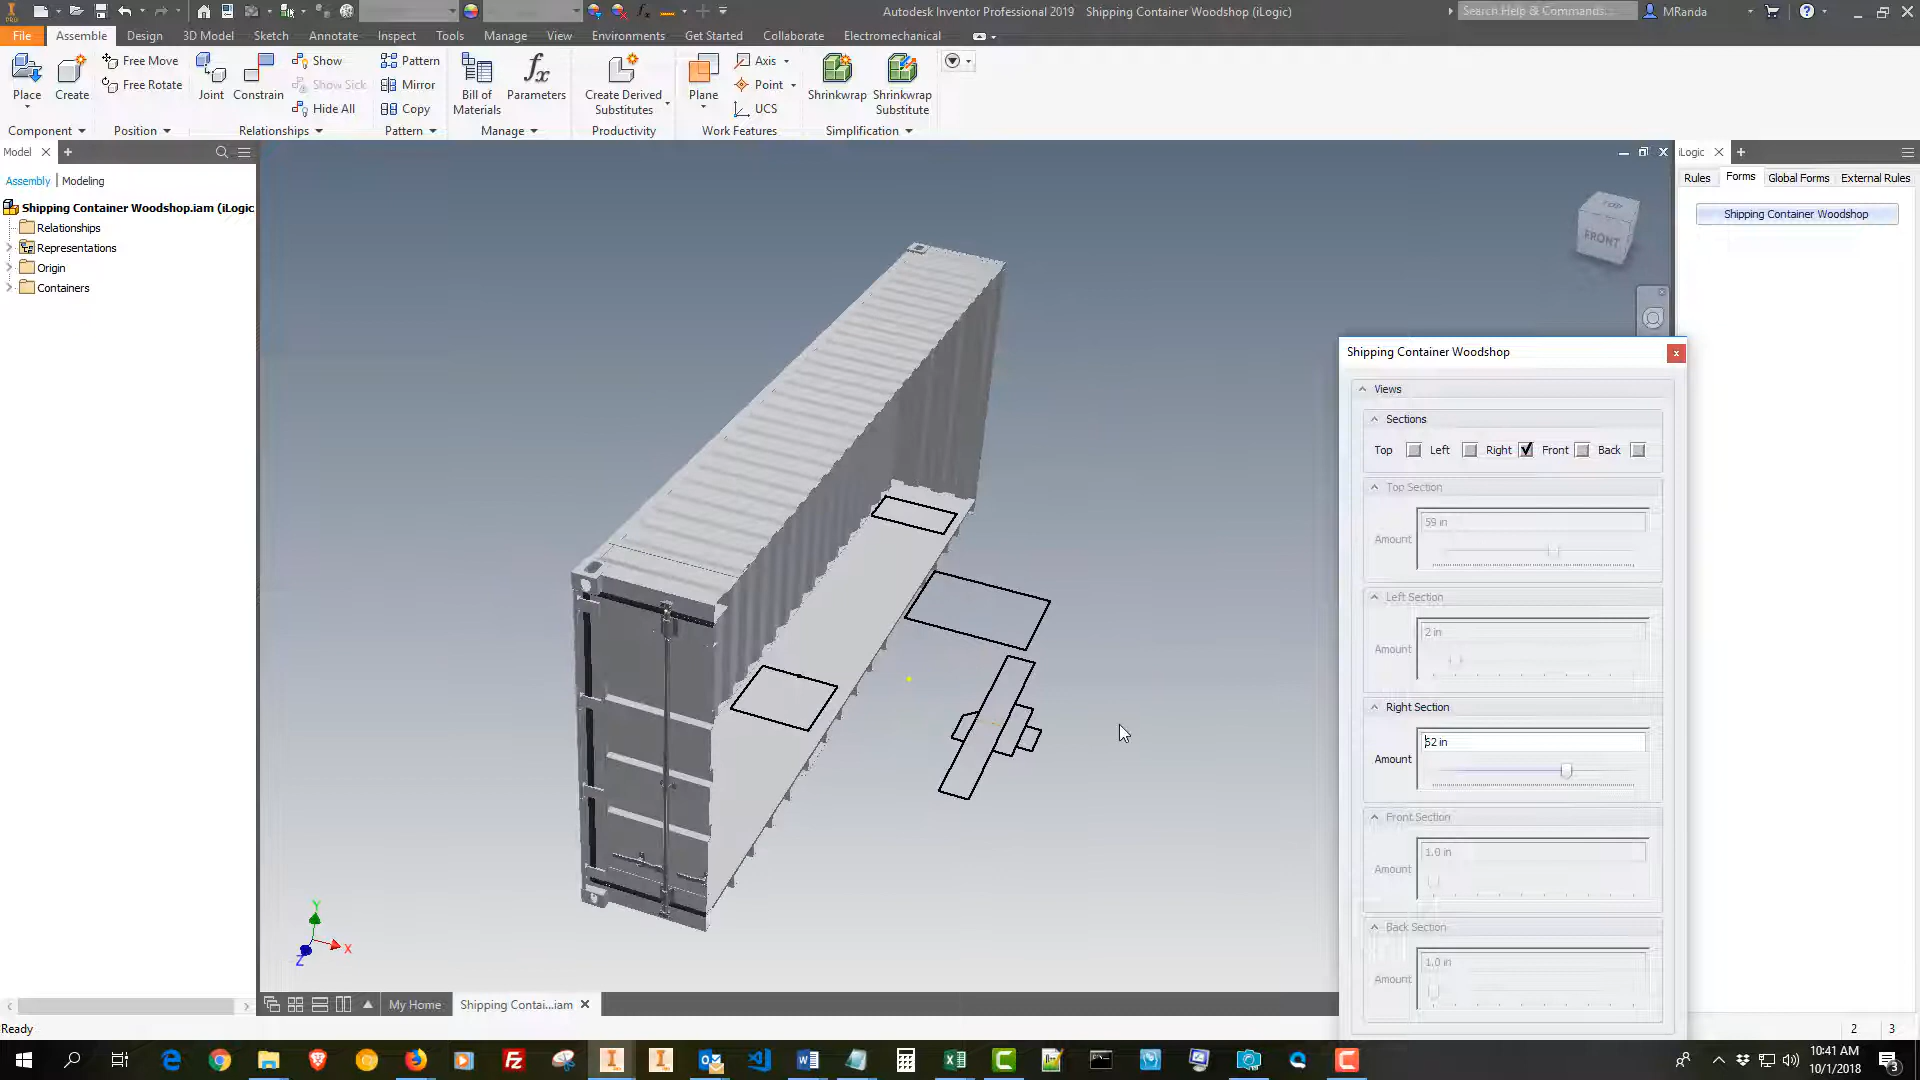 PRO
Autodesk Inventor Professional 2019 Shipping Container Woodshop (iLogic)
Search Help & Commands...
MRanda
File Assemble Design 3D Model Sketch Annotate Inspect Tools Manage View Environments Get Started Collaborate Electromechanical
Place
Create
Free Move
Free Rotate
Joint
Constrain
Show
Show Sick
Hide All
Pattern
Mirror
Copy
Bill of
Materials
Parameters
Create Derived
Substitutes
Plane
Axis
Point
UCS
Shrinkwrap
Shrinkwrap
Substitute
Component Position Relationships Pattern Manage Productivity Work Features Simplification
Model
Assembly | Modeling
Shipping Container Woodshop.iam (iLogic
Relationships
Representations
Origin
Containers
TOP
FRONT
iLogic
Rules Forms Global Forms External Rules
Shipping Container Woodshop
Shipping Container Woodshop
Views
Sections
Top Left Right Front Back
Top Section
59 in
Amount
Left Section
2 in
Amount
Right Section
62 in
Amount
Front Section
1.0 in
Amount
Back Section
1.0 in
Amount
Y
X
Z
My Home
Shipping Contai...iam
Ready
2 3
10:41 AM
10/1/2018
3